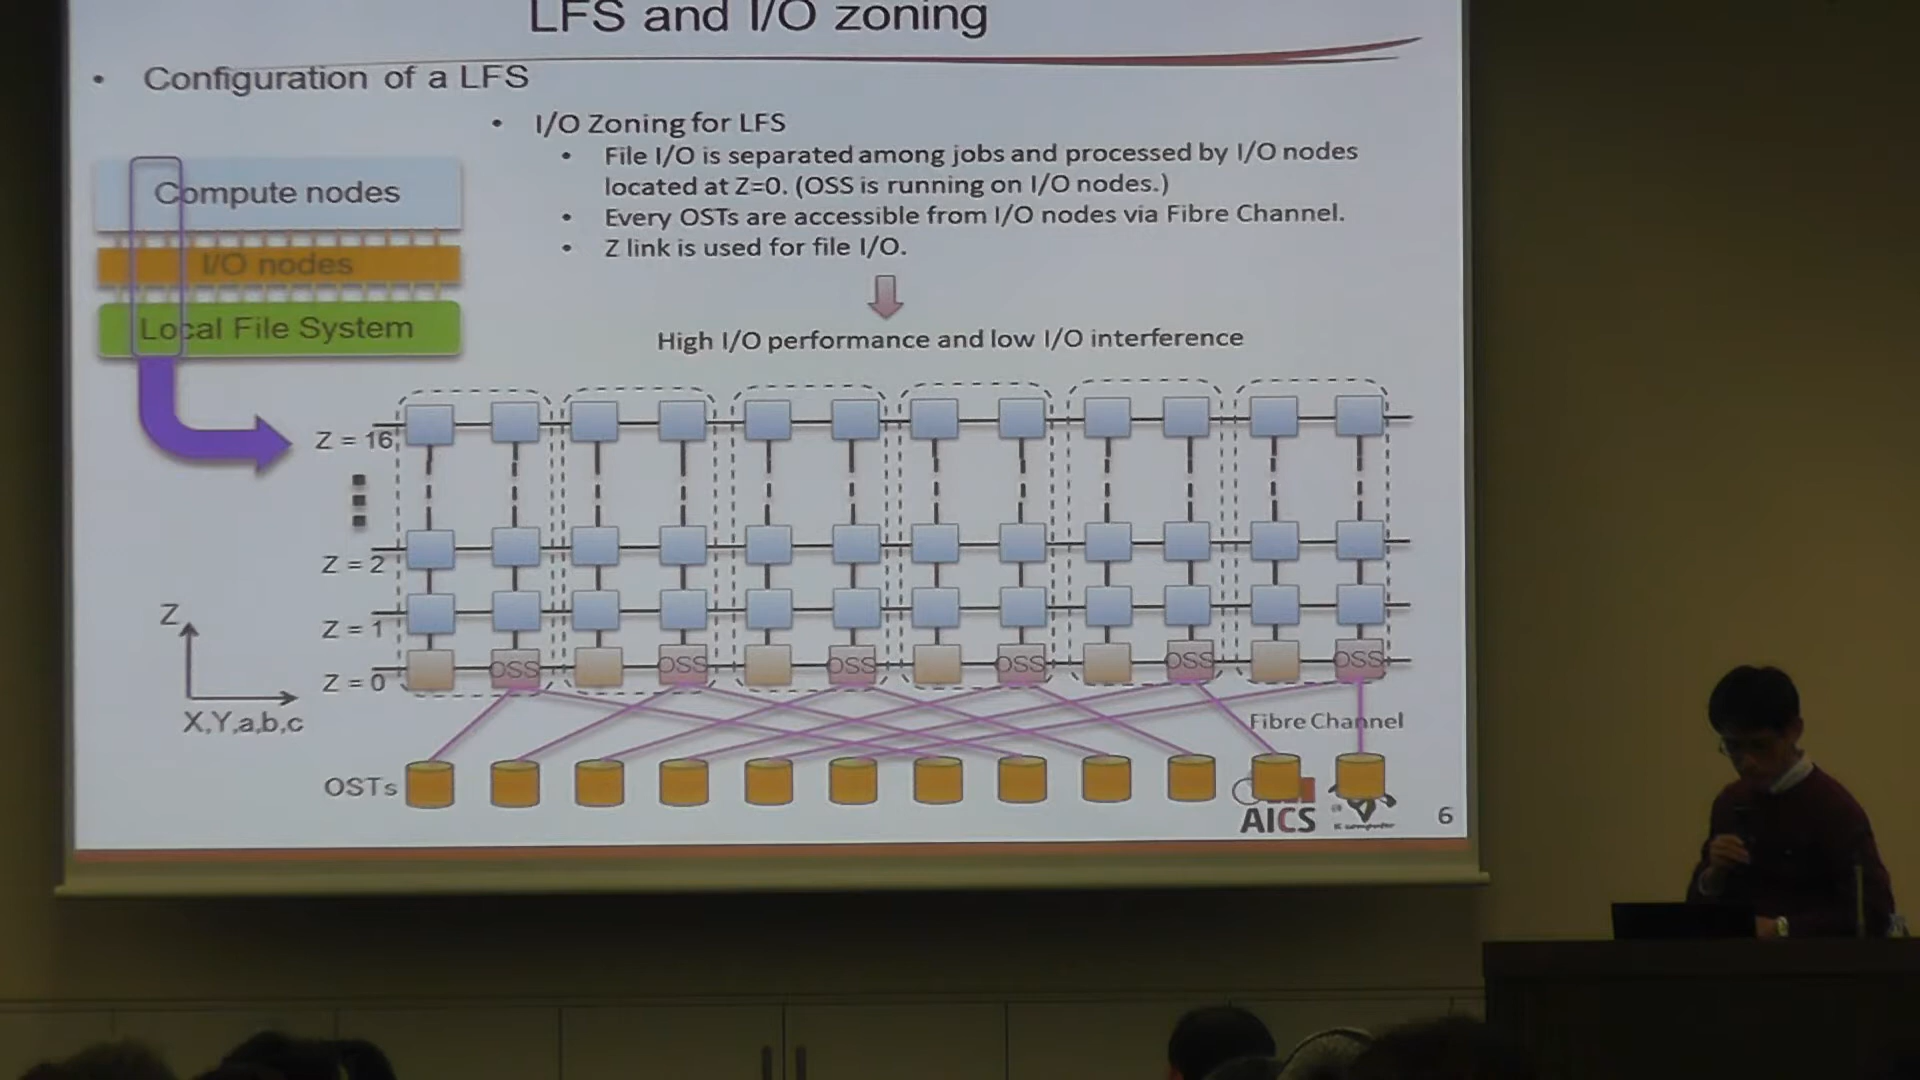 LFS and I/O zoning
• Configuration of a LFS
• I/O Zoning for LFS
• File I/O is separated among jobs and processed by I/O nodes
located at Z=0. (OSS is running on I/O nodes.)
• Every OSTs are accessible from I/O nodes via Fibre Channel.
• Z link is used for file I/O.
High I/O performance and low I/O interference
Compute nodes
I/O nodes
Local File System
Z = 16
Z = 2
Z = 1
Z = 0
OSS OSS OSS OSS OSS OSS
Z
X,Y,a,b,c
Fibre Channel
OSTs
AICS
K computer
6